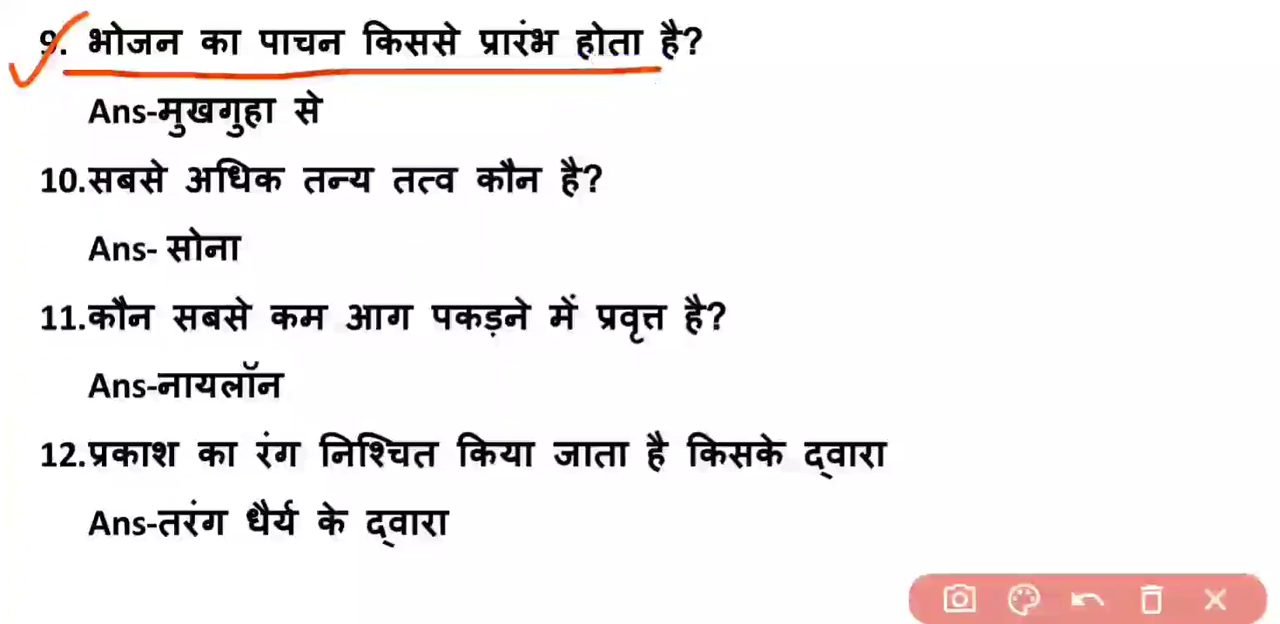 9. भोजन का पाचन किससे प्रारंभ होता है?
Ans-मुखगुहा से
10.सबसे अधिक तन्य तत्व कौन है?
Ans- सोना
11.कौन सबसे कम आग पकड़ने में प्रवृत्त है?
Ans-नायलॉन
12.प्रकाश का रंग निश्चित किया जाता है किसके द्वारा
Ans-तरंग धैर्य के द्वारा